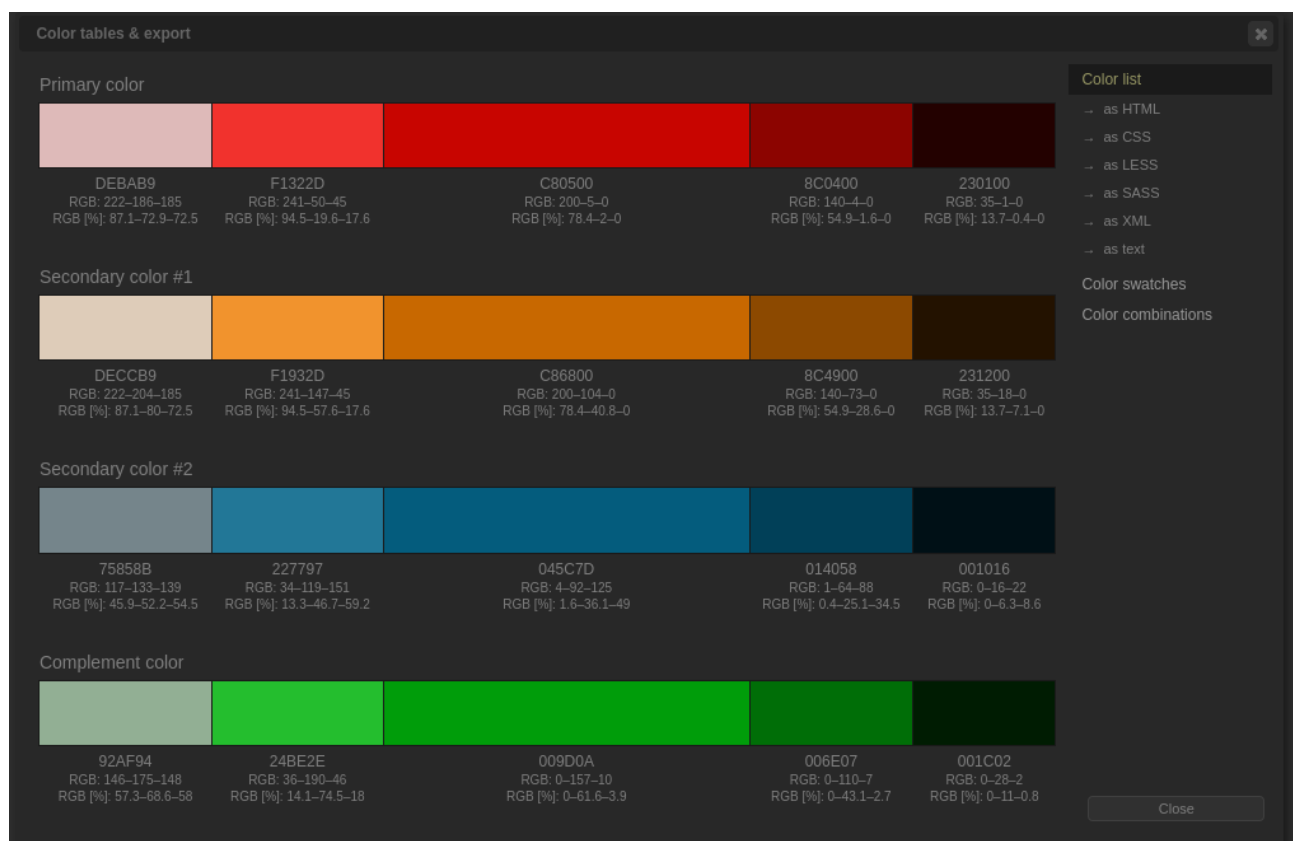 Color tables & export
Primary color
DEBAB9
RGB: 222–186–185
RGB [%]: 87.1–72.9–72.5
F1322D
RGB: 241–50–45
RGB [%]: 94.5–19.6–17.6
C80500
RGB: 200–5–0
RGB [%]: 78.4–2–0
8C0400
RGB: 140–4–0
RGB [%]: 54.9–1.6–0
230100
RGB: 35–1–0
RGB [%]: 13.7–0.4–0
Secondary color #1
DECCB9
RGB: 222–204–185
RGB [%]: 87.1–80–72.5
F1932D
RGB: 241–147–45
RGB [%]: 94.5–57.6–17.6
C86800
RGB: 200–104–0
RGB [%]: 78.4–40.8–0
8C4900
RGB: 140–73–0
RGB [%]: 54.9–28.6–0
231200
RGB: 35–18–0
RGB [%]: 13.7–7.1–0
Secondary color #2
75858B
RGB: 117–133–139
RGB [%]: 45.9–52.2–54.5
227797
RGB: 34–119–151
RGB [%]: 13.3–46.7–59.2
045C7D
RGB: 4–92–125
RGB [%]: 1.6–36.1–49
014058
RGB: 1–64–88
RGB [%]: 0.4–25.1–34.5
001016
RGB: 0–16–22
RGB [%]: 0–6.3–8.6
Complement color
92AF94
RGB: 146–175–148
RGB [%]: 57.3–68.6–58
24BE2E
RGB: 36–190–46
RGB [%]: 14.1–74.5–18
009D0A
RGB: 0–157–10
RGB [%]: 0–61.6–3.9
006E07
RGB: 0–110–7
RGB [%]: 0–43.1–2.7
001C02
RGB: 0–28–2
RGB [%]: 0–11–0.8
Color list
→ as HTML
→ as CSS
→ as LESS
→ as SASS
→ as XML
→ as text
Color swatches
Color combinations
Close